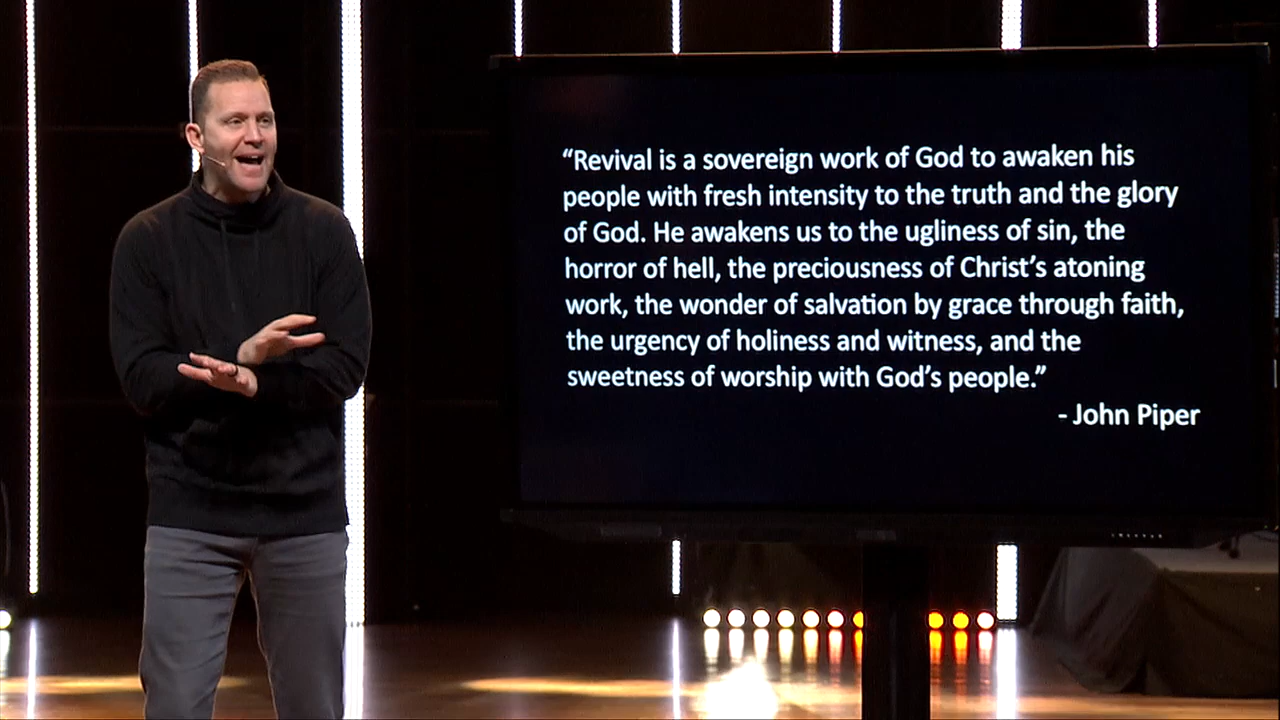 “Revival is a sovereign work of God to awaken his
people with fresh intensity to the truth and the glory
of God. He awakens us to the ugliness of sin, the
horror of hell, the preciousness of Christ’s atoning
work, the wonder of salvation by grace through faith,
the urgency of holiness and witness, and the
sweetness of worship with God’s people.”
- John Piper